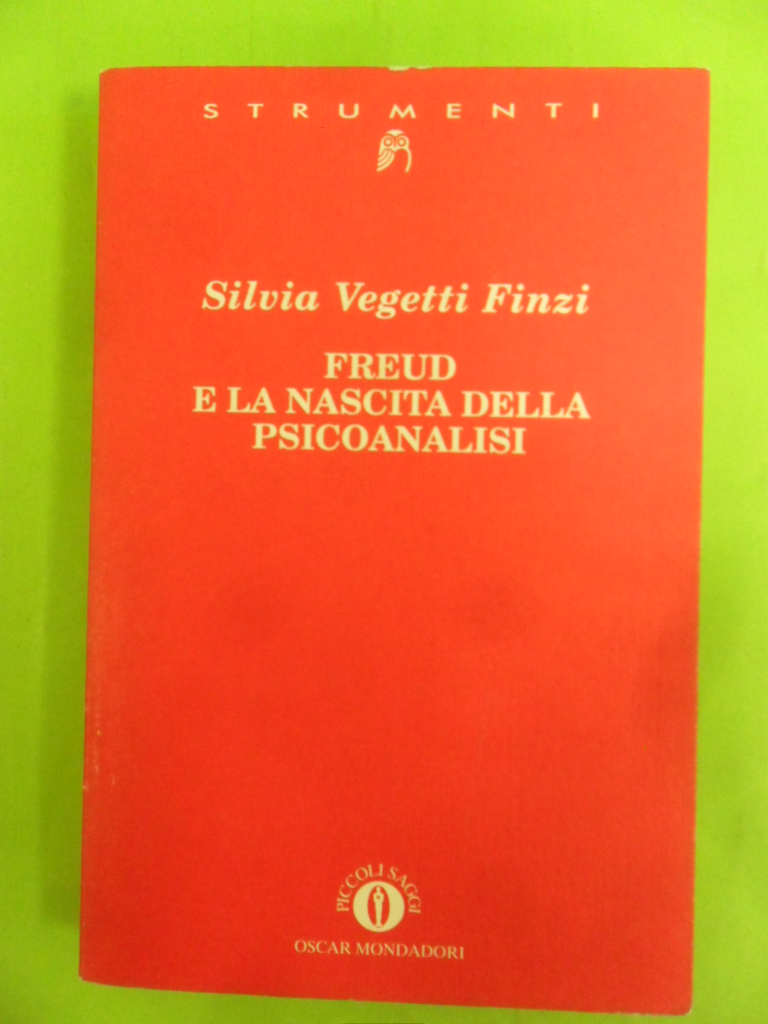 STRUMENTI
Silvia Vegetti Finzi
FREUD
E LA NASCITA DELLA
PSICOANALISI
PICCOLI SAGGI
OSCAR MONDADORI